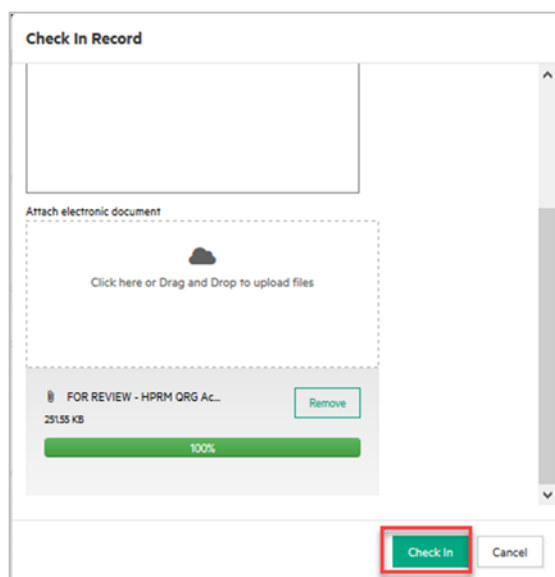 Check In Record
Attach electronic document
Click here or Drag and Drop to upload files
FOR REVIEW - HPRM QRG Ac...
Remove
251.55 KB
100%
Check In
Cancel